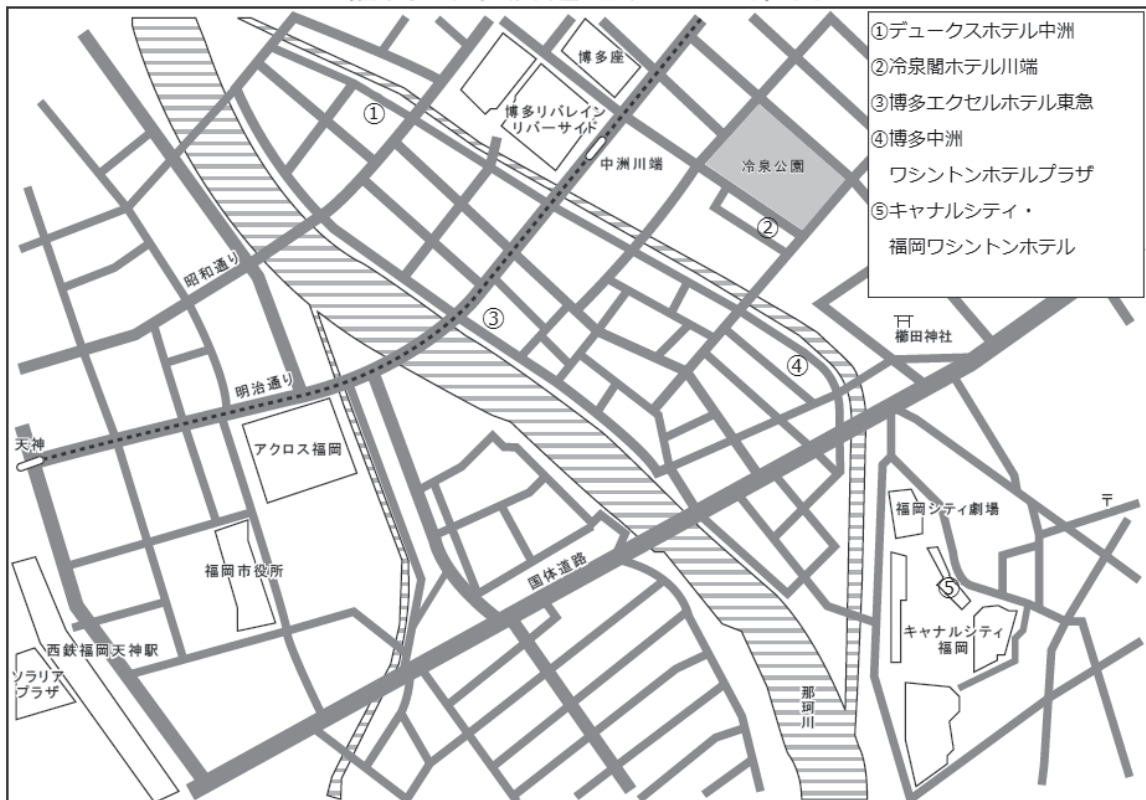 ①デュークスホテル中洲
②冷泉閣ホテル川端
③博多エクセルホテル東急
④博多中洲
ワシントンホテルプラザ
⑤キャナルシティ・
福岡ワシントンホテル
博多座
博多リバレイン
リバーサイド
①
中洲川端
冷泉公園
②
昭和通り
③
櫛田神社
④
明治通り
天神
アクロス福岡
〒
福岡シティ劇場
福岡市役所
国体道路
⑤
キャナルシティ
福岡
西鉄福岡天神駅
ソラリア
プラザ
那珂川